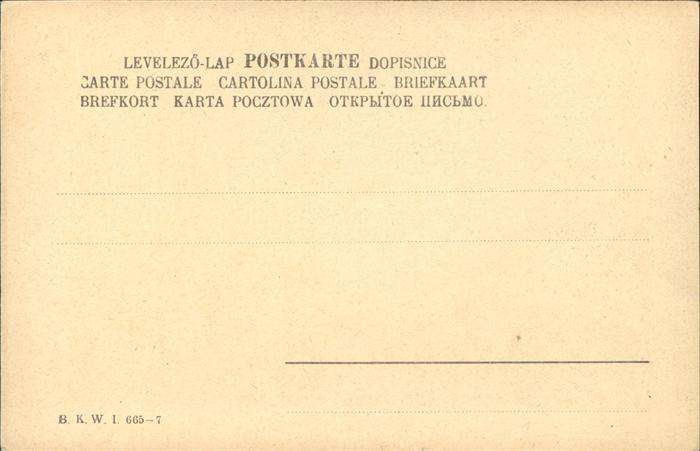 LEVELEZŐ-LAP POSTKARTE DOPISNICE
CARTE POSTALE CARTOLINA POSTALE BRIEFKAART
BREFKORT KARTA POCZTOWA ОТКРЫТОЕ ПИСЬМО.
B. K. W. I. 665-7